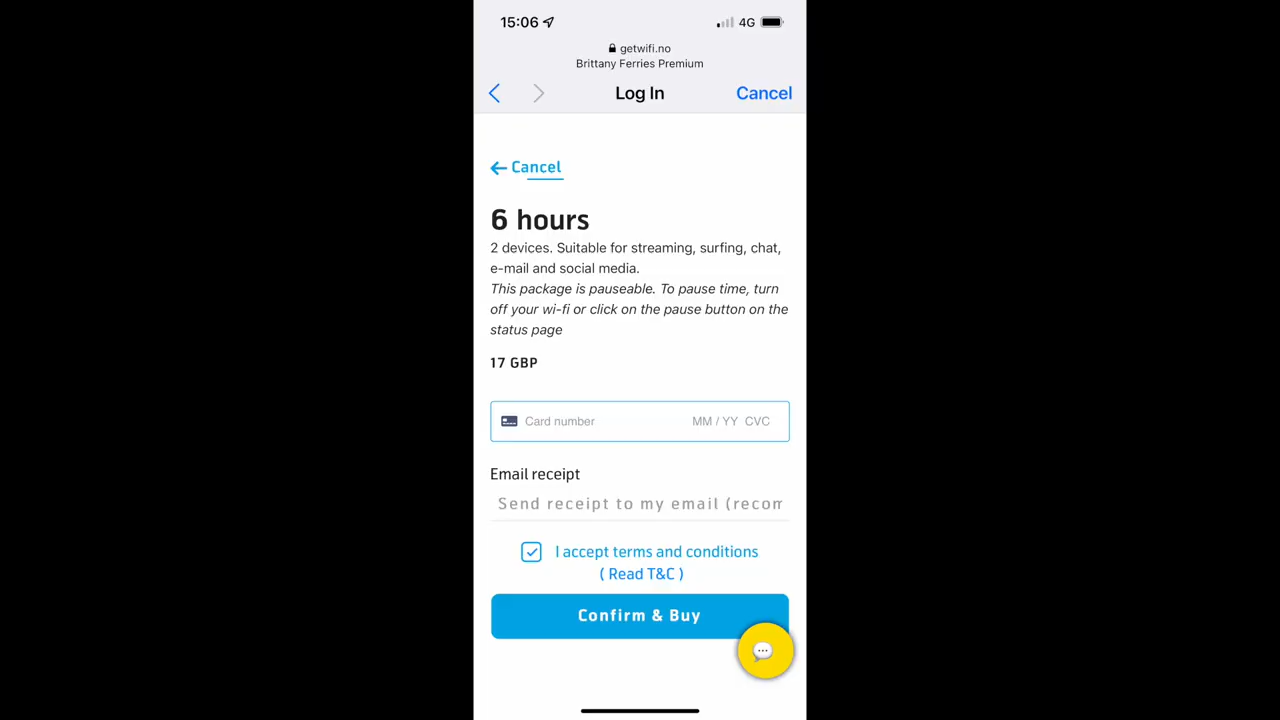 15:06
4G
getwifi.no
Brittany Ferries Premium
Log In
Cancel
Cancel
6 hours
2 devices. Suitable for streaming, surfing, chat,
e-mail and social media.
This package is pauseable. To pause time, turn
off your wi-fi or click on the pause button on the
status page
17 GBP
Card number MM / YY CVC
Email receipt
Send receipt to my email (recom
I accept terms and conditions
( Read T&C )
Confirm & Buy